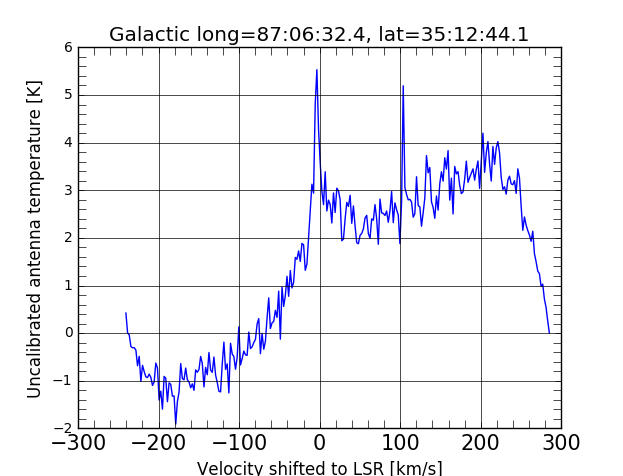 Galactic long=87:06:32.4, lat=35:12:44.1
Uncalibrated antenna temperature [K]
6
5
4
3
2
1
0
−1
−2
−300 −200 −100 0 100 200 300
Velocity shifted to LSR [km/s]